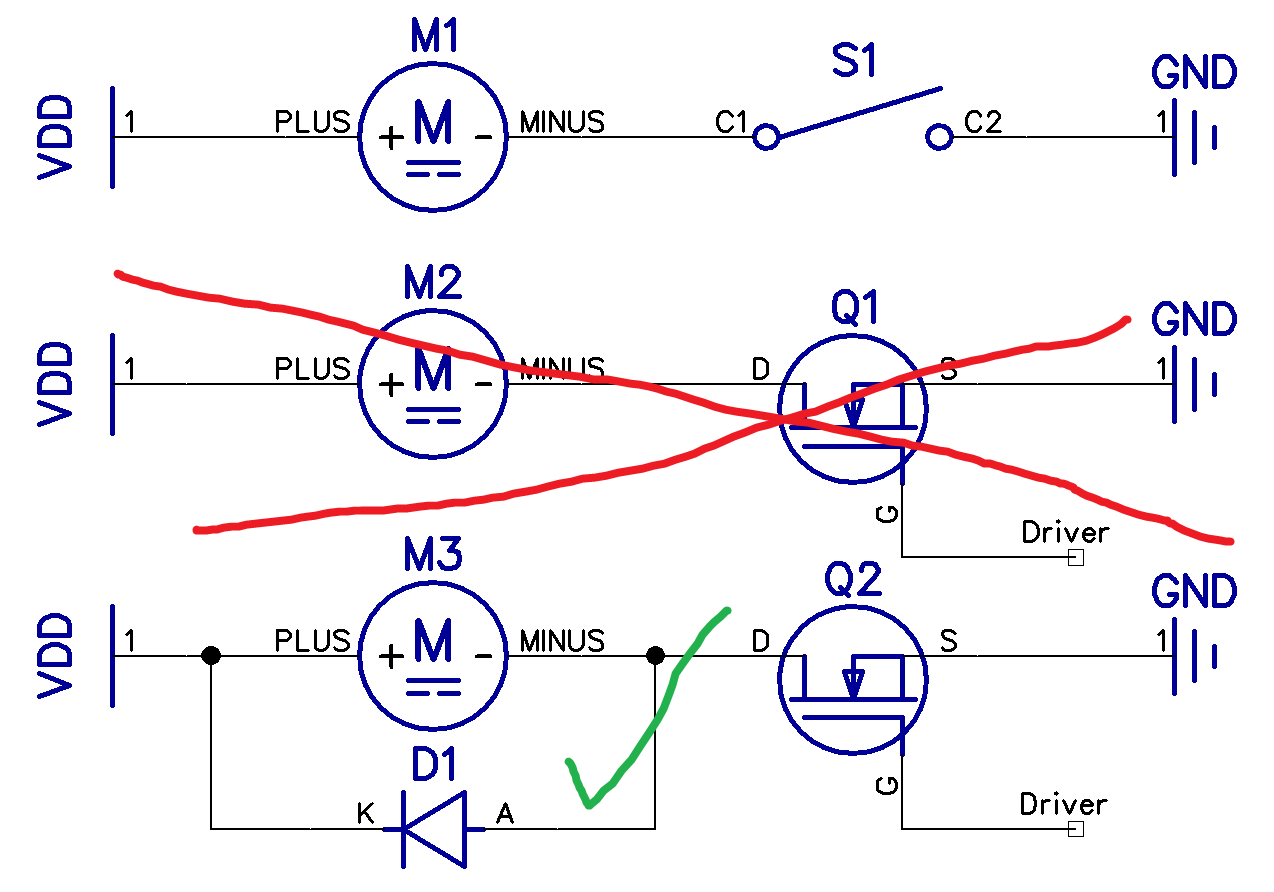 M1
S1
GND
VDD
1 PLUS + M - MINUS C1 C2 1
M2
Q1
GND
VDD
1 PLUS + M - MINUS D S 1
G
Driver
M3
Q2
GND
VDD
1 PLUS + M - MINUS D S 1
D1
G
K A
Driver